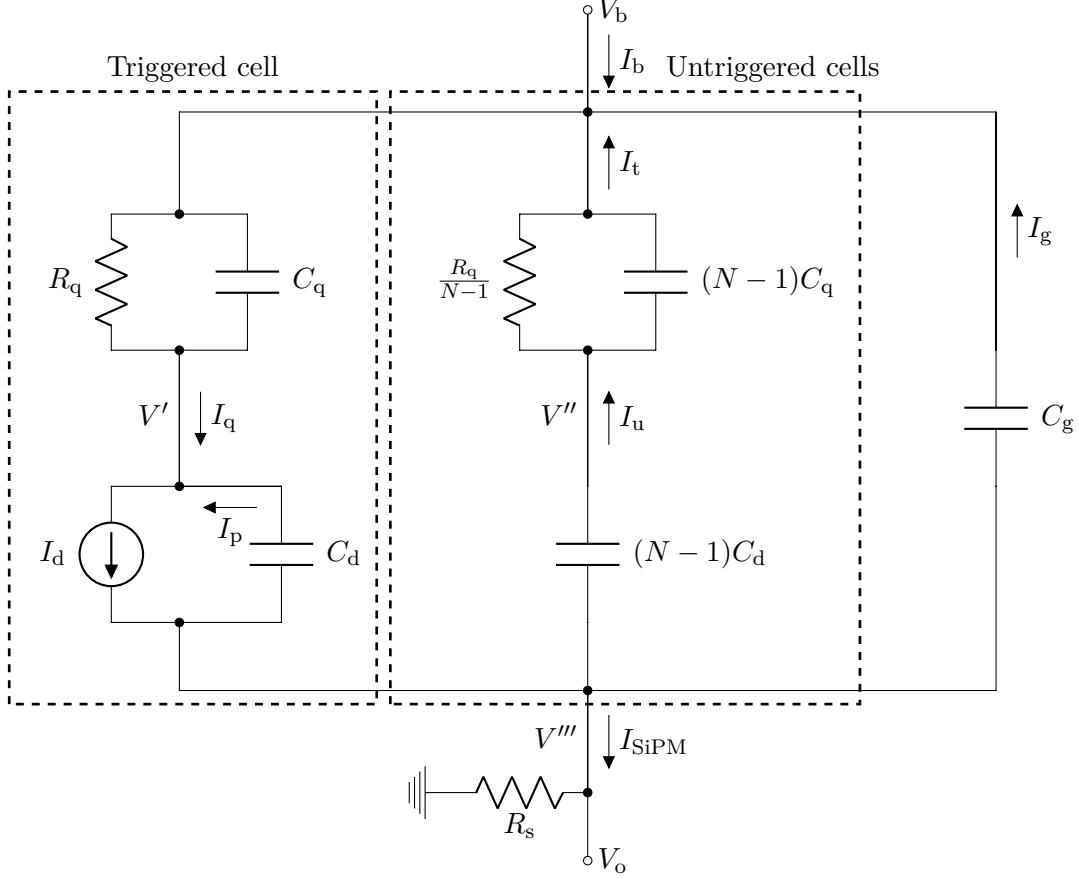 V_b
I_b
Triggered cell
Untriggered cells
I_t
I_g
R_q
C_q
R_q/(N−1)
(N − 1)C_q
V′
I_q
V″
I_u
C_g
I_p
I_d
C_d
(N − 1)C_d
V‴
I_SiPM
R_s
V_o